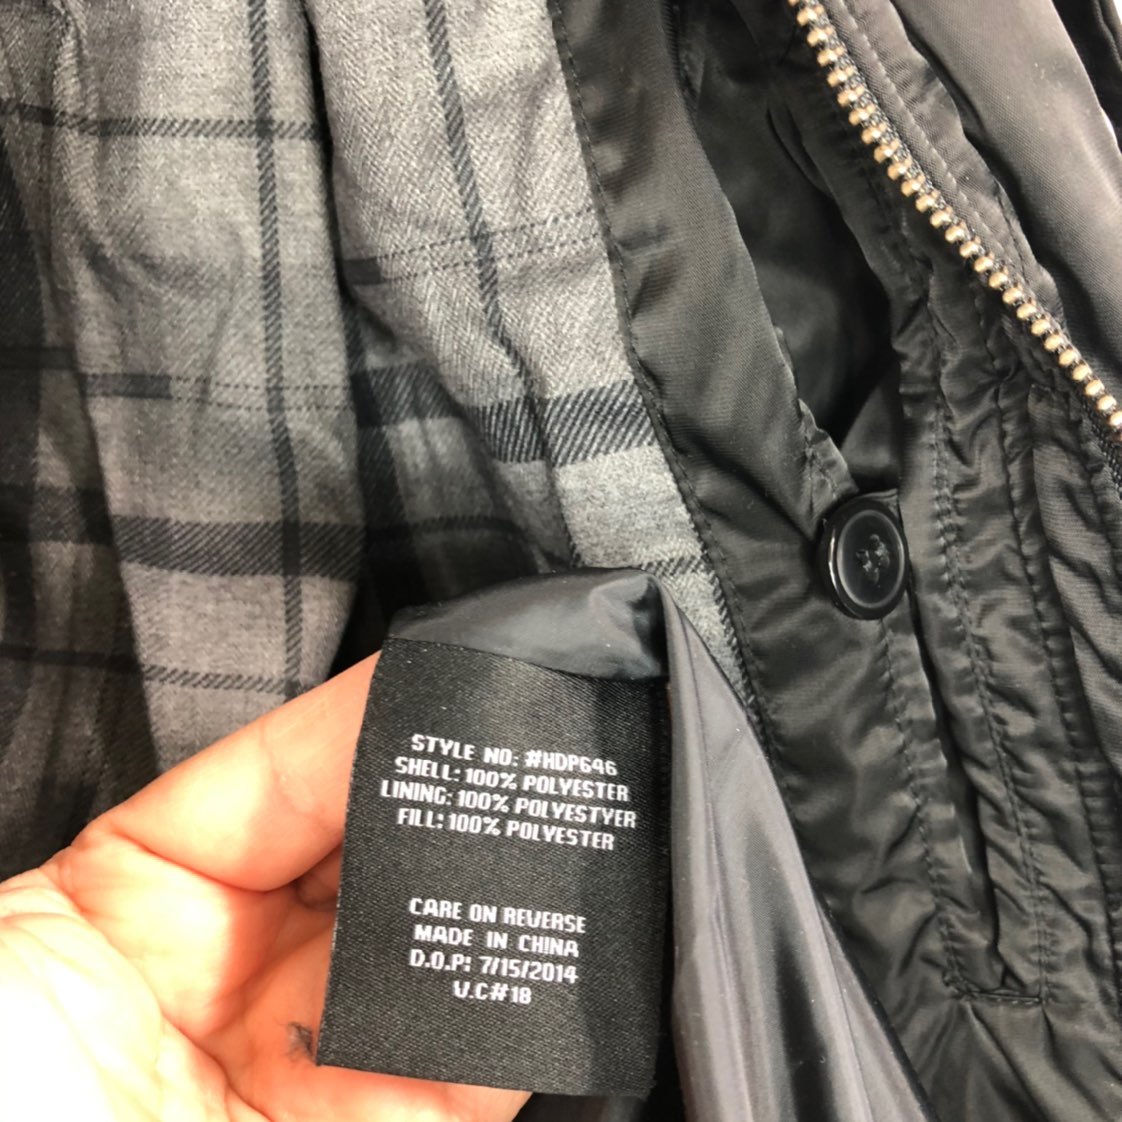 STYLE NO: #HDP646
SHELL: 100% POLYESTER
LINING: 100% POLYESTYER
FILL: 100% POLYESTER
CARE ON REVERSE
MADE IN CHINA
D.O.P: 7/15/2014
V.C#18